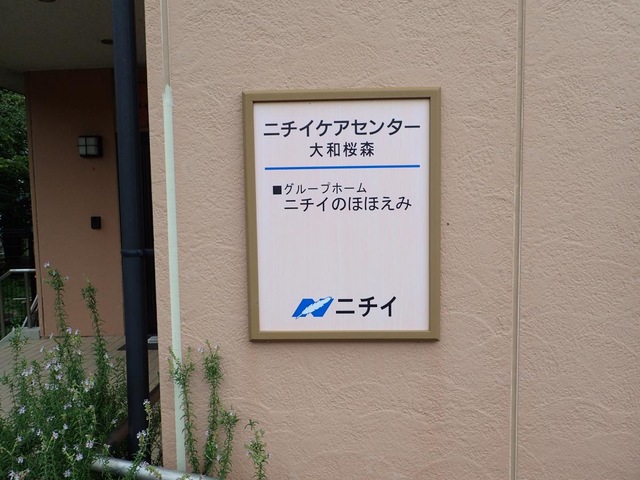 ニチイケアセンター
大和桜森
■グループホーム
ニチイのほほえみ
ニチイ